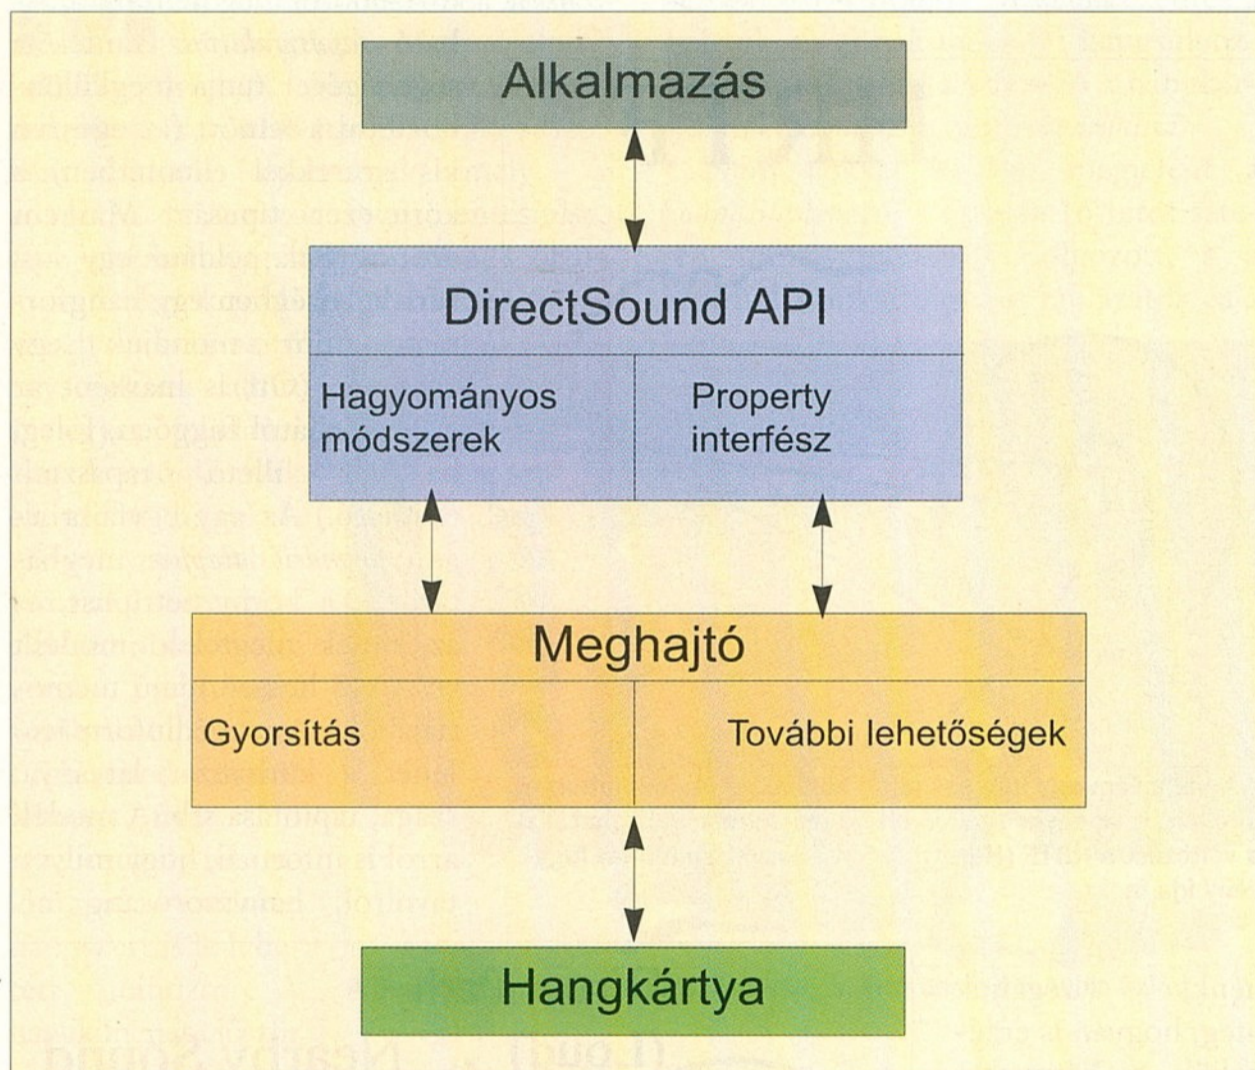 Alkalmazás
DirectSound API
Hagyományos
módszerek
Property
interfész
Meghajtó
Gyorsítás
További lehetőségek
Hangkártya